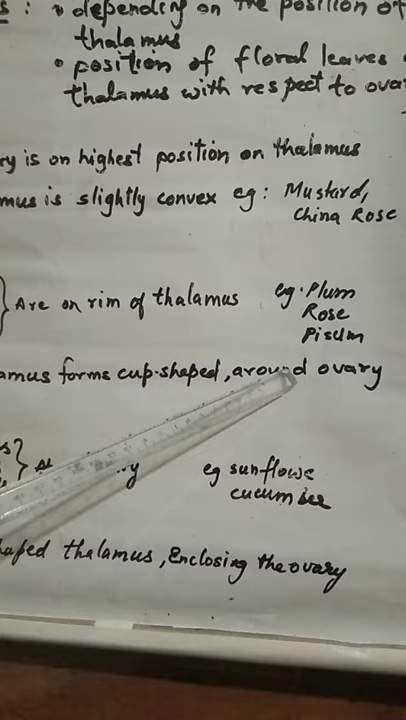 s : • depending on the position of
thalamus
• position of floral leaves
thalamus with respect to ova
ry is on highest position on thalamus
mus is slightly convex eg: Mustard,
China Rose
} Are on rim of thalamus eg. Plum
Rose
Pisum
amus forms cup-shaped, around ovary
} y eg sunflowe
cucumber
haped thalamus, Enclosing the ovary